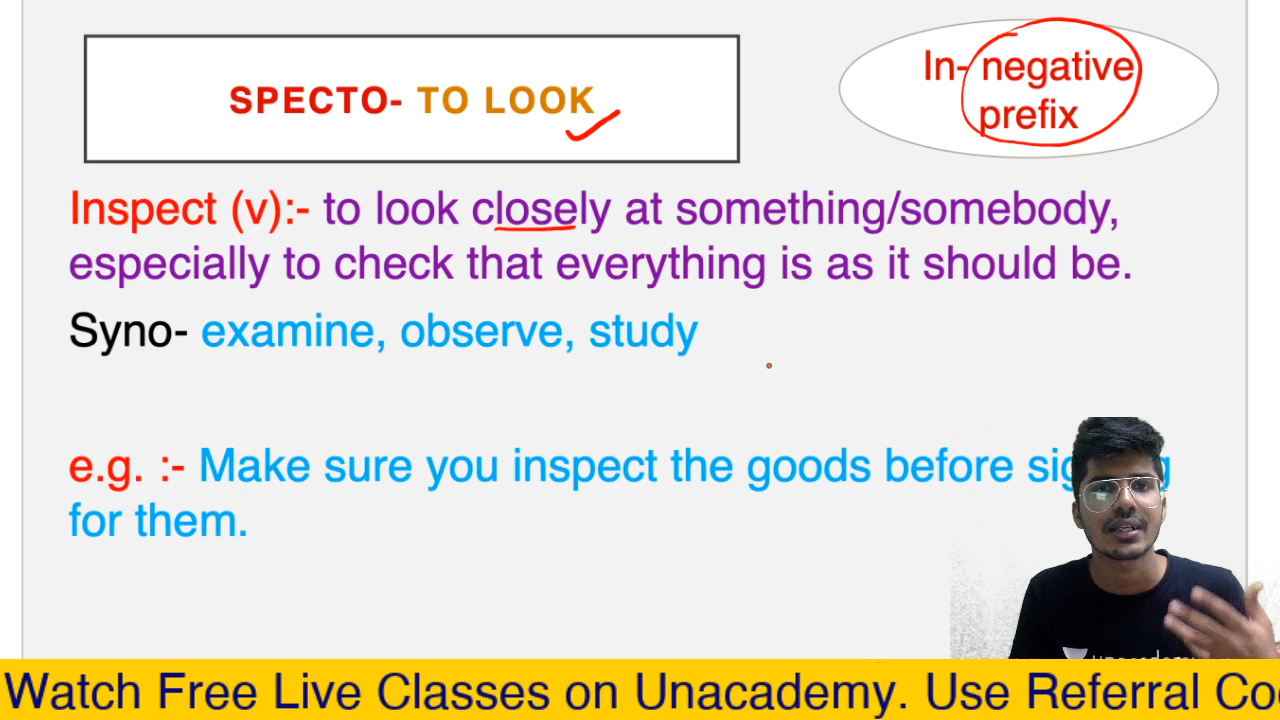 SPECTO- TO LOOK
In- negative
prefix
Inspect (v):- to look closely at something/somebody,
especially to check that everything is as it should be.
Syno- examine, observe, study
e.g. :- Make sure you inspect the goods before
for them.
unacademy
Watch Free Live Classes on Unacademy. Use Referral